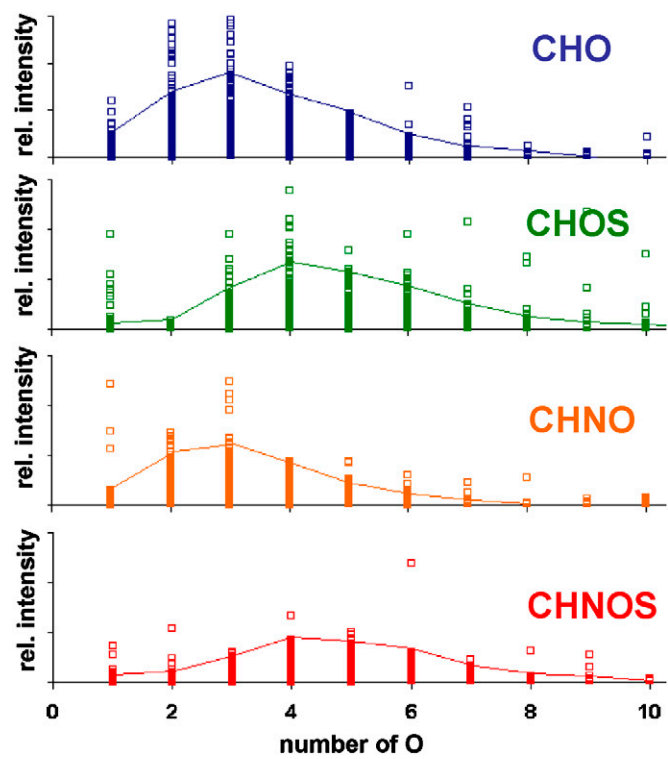 rel. intensity
CHO
rel. intensity
CHOS
rel. intensity
CHNO
rel. intensity
CHNOS
0 2 4 6 8 10
number of O